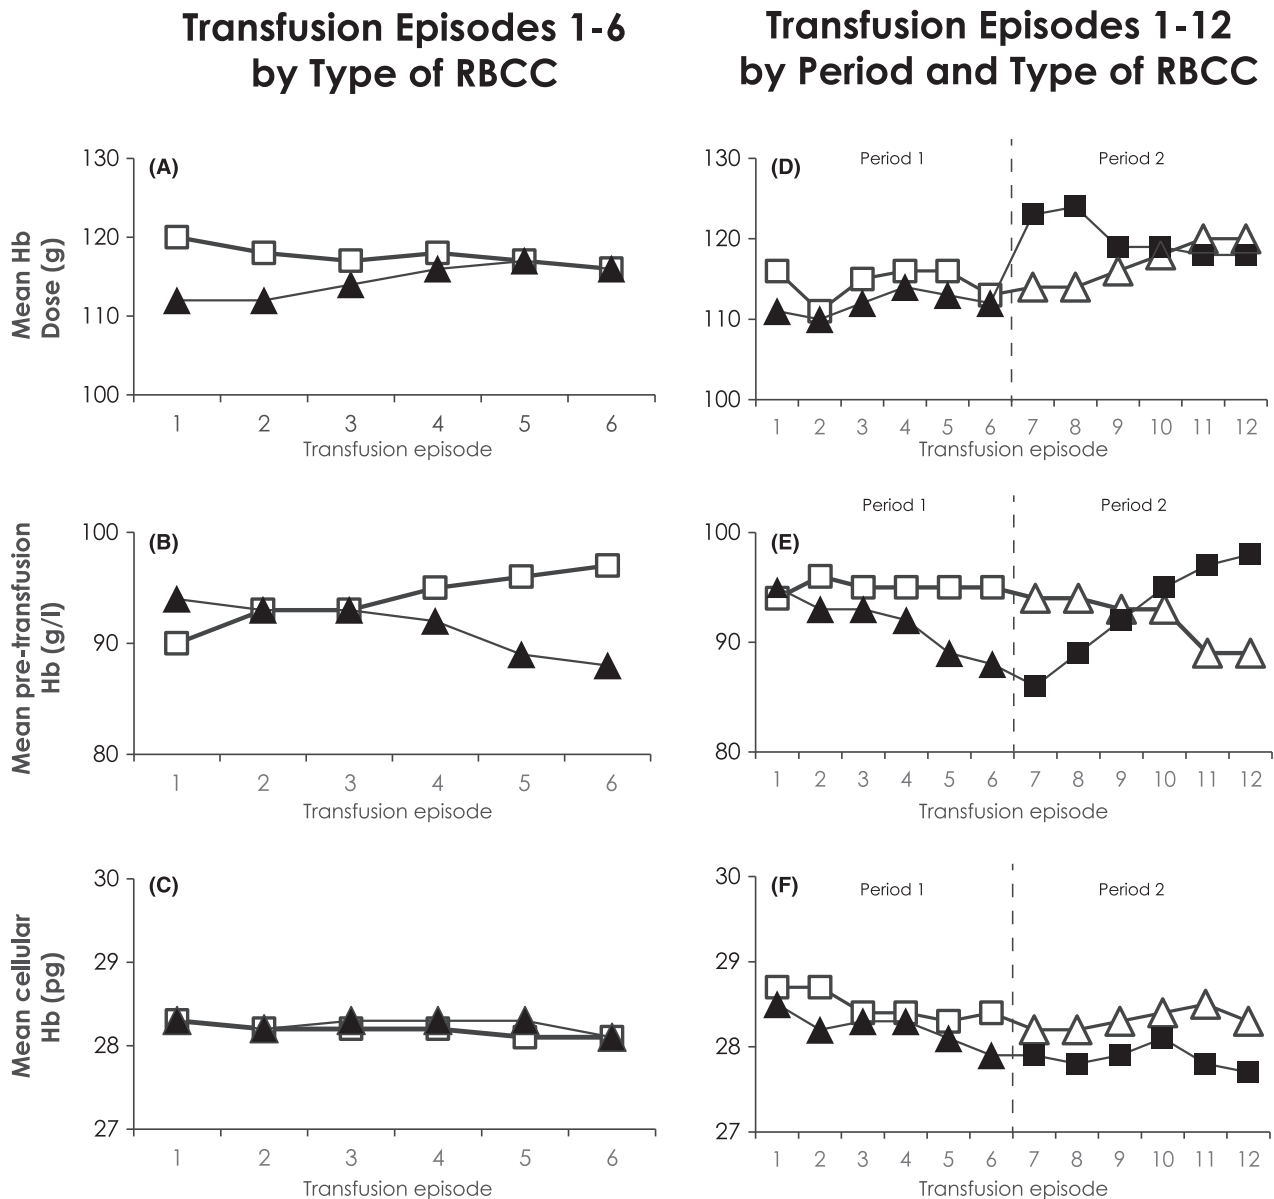 Transfusion Episodes 1-6
by Type of RBCC
Transfusion Episodes 1-12
by Period and Type of RBCC
Mean Hb
Dose (g)
130
120
110
100
(A)
1 2 3 4 5 6
Transfusion episode
130
120
110
100
(D)
Period 1
Period 2
1 2 3 4 5 6 7 8 9 10 11 12
Transfusion episode
Mean pre-transfusion
Hb (g/l)
100
90
80
(B)
1 2 3 4 5 6
Transfusion episode
100
90
80
(E)
Period 1
Period 2
1 2 3 4 5 6 7 8 9 10 11 12
Transfusion episode
Mean cellular
Hb (pg)
30
29
28
27
(C)
1 2 3 4 5 6
Transfusion episode
30
29
28
27
(F)
Period 1
Period 2
1 2 3 4 5 6 7 8 9 10 11 12
Transfusion episode